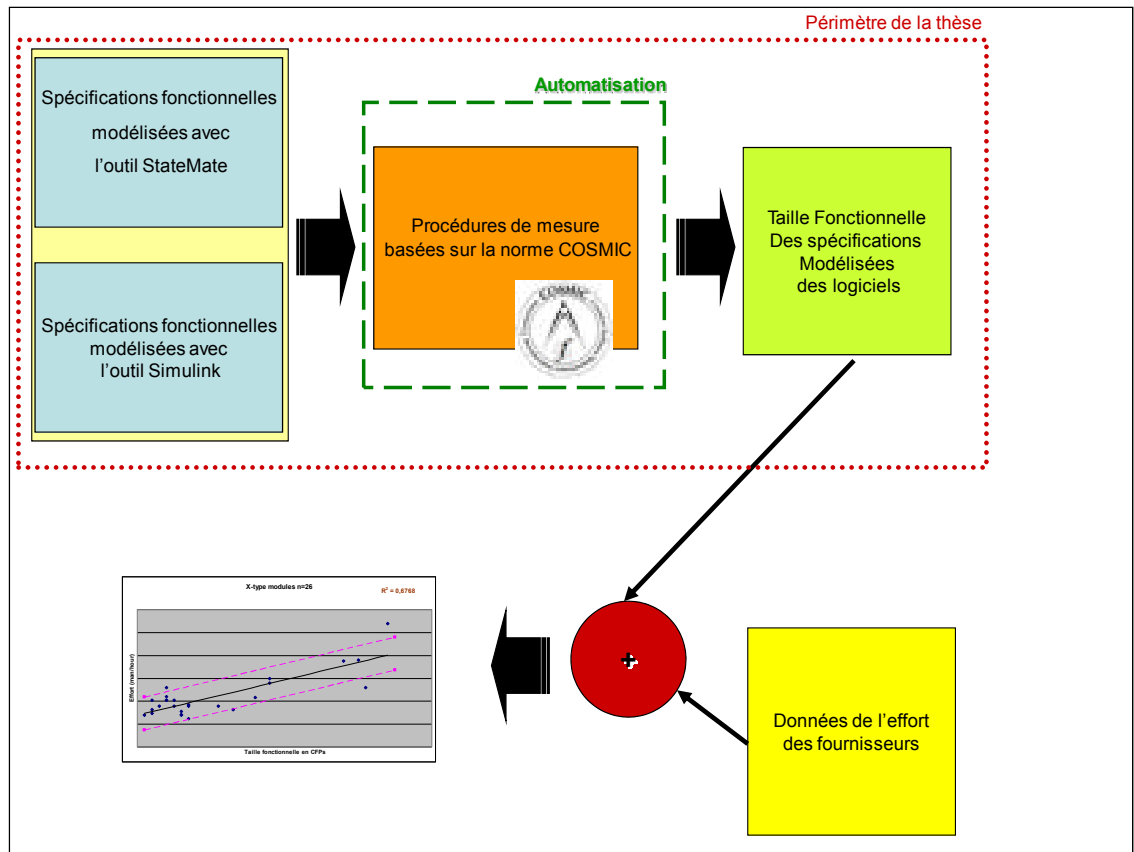 Périmètre de la thèse
Automatisation
Spécifications fonctionnelles
modélisées avec
l'outil StateMate
Spécifications fonctionnelles
modélisées avec
l'outil Simulink
Procédures de mesure
basées sur la norme COSMIC
COSMIC
Taille Fonctionnelle
Des spécifications
Modélisées
des logiciels
X-type modules n=26
R² = 0,6768
Effort (man/hour)
Taille fonctionnelle en CFPs
+
Données de l'effort
des fournisseurs